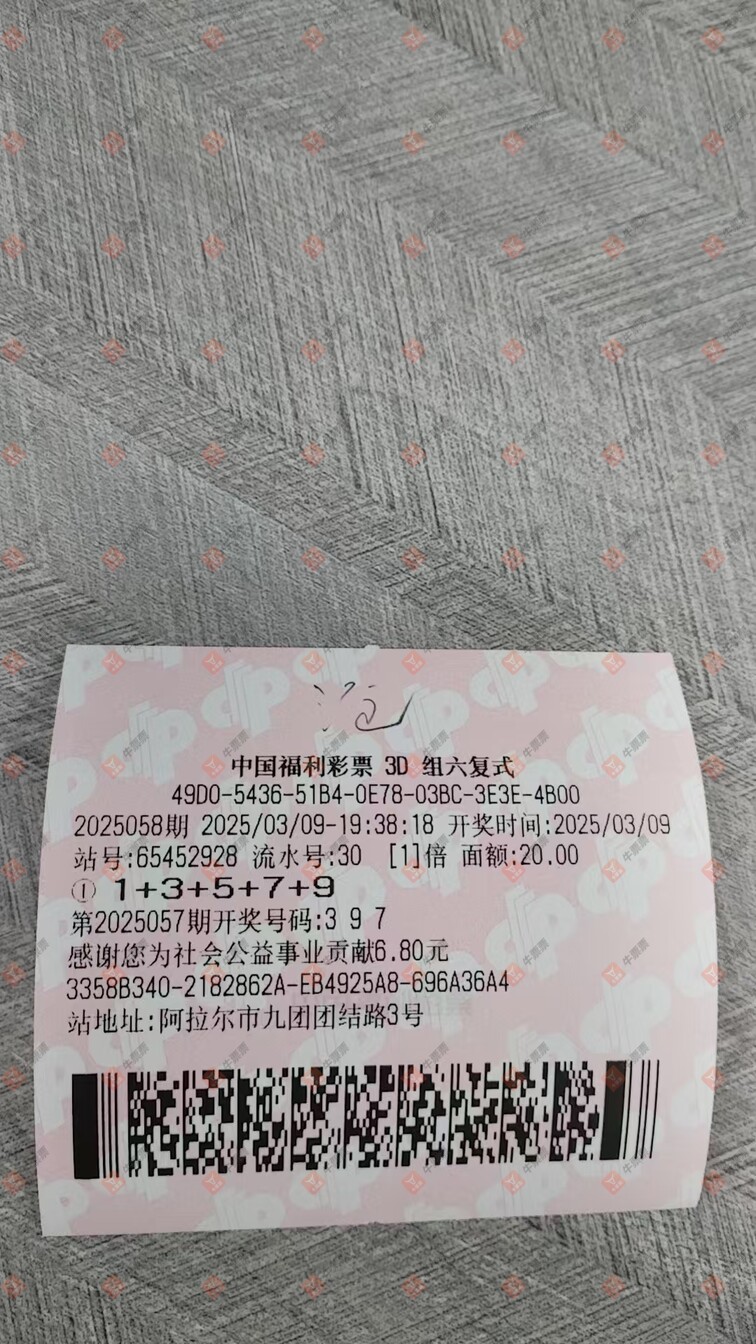 中国福利彩票 3D 组六复式
49D0-5436-51B4-0E78-03BC-3E3E-4B00
2025058期 2025/03/09-19:38:18 开奖时间:2025/03/09
站号:65452928 流水号:30 [1]倍 面额:20.00
① 1+3+5+7+9
第2025057期开奖号码:3 9 7
感谢您为社会公益事业贡献6.80元
3358B340-2182862A-EB4925A8-696A36A4
站地址:阿拉尔市九团团结路3号